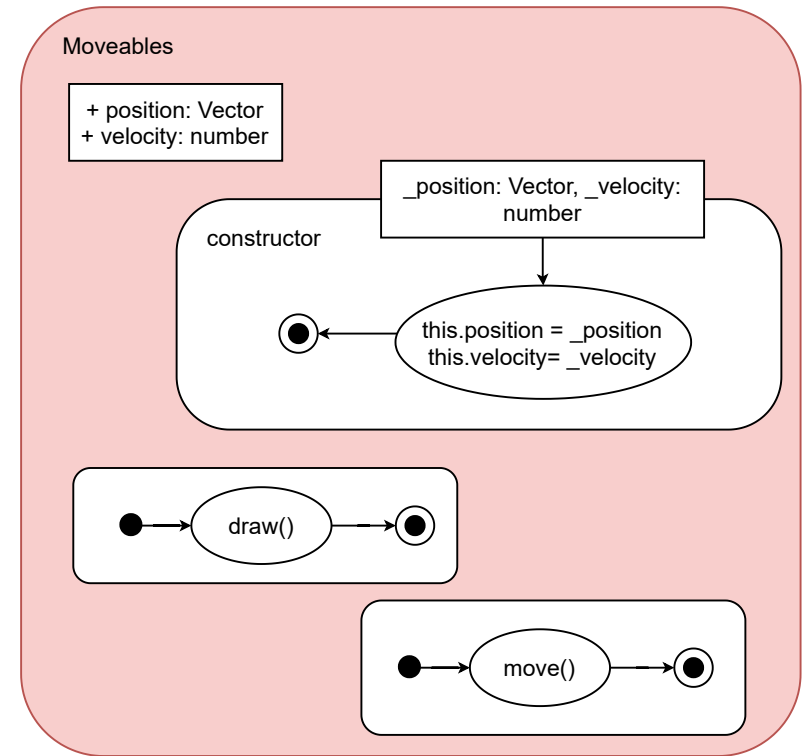 Moveables
+ position: Vector
+ velocity: number
_position: Vector, _velocity:
number
constructor
this.position = _position
this.velocity= _velocity
draw()
move()